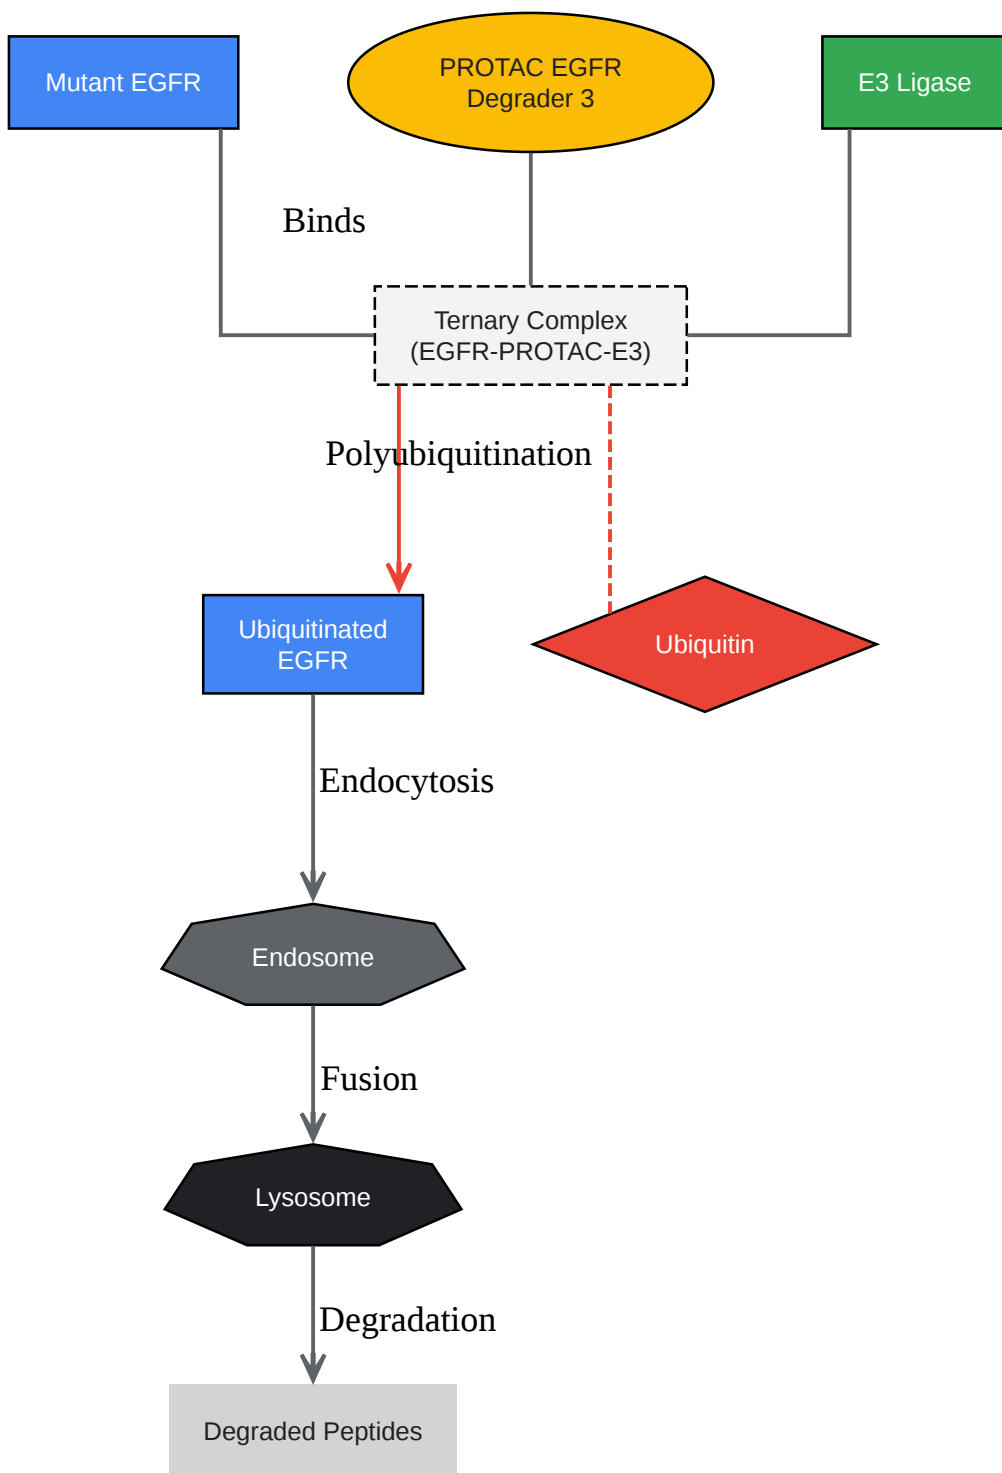 Mutant EGFR
PROTAC EGFR
Degrader 3
E3 Ligase
Binds
Ternary Complex
(EGFR-PROTAC-E3)
Polyubiquitination
Ubiquitinated
EGFR
Ubiquitin
Endocytosis
Endosome
Fusion
Lysosome
Degradation
Degraded Peptides